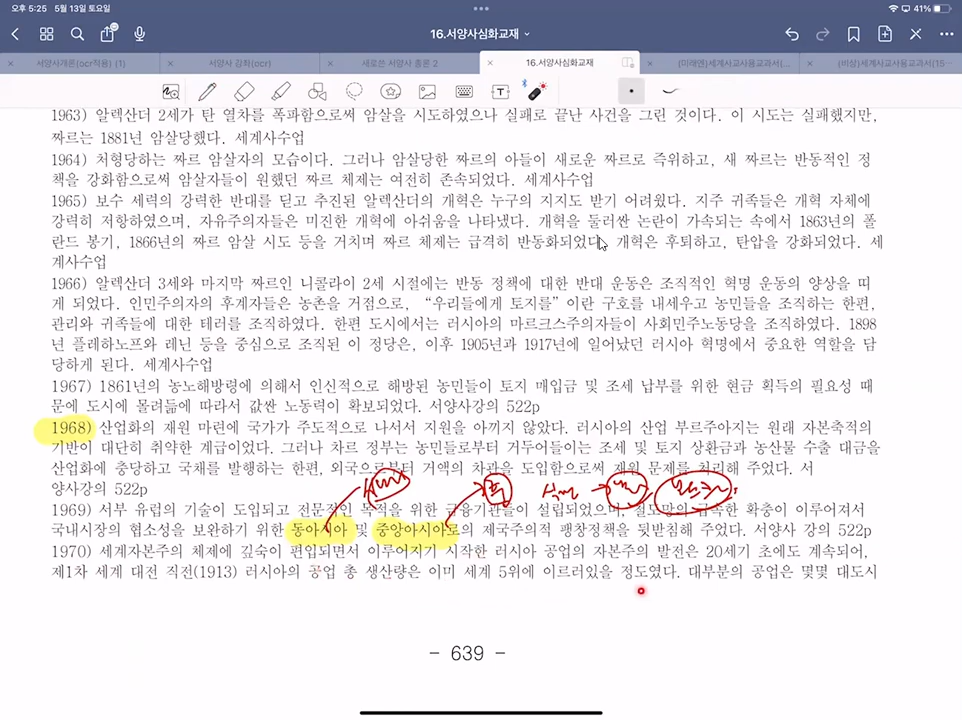 오후 5:25 5월 13일 토요일
41%
16.서양사심화교재
서양사개론(ocr적용) (1)
서양사 강좌(ocr)
새로쓴 서양사 총론 2
16.서양사심화교재
(미래엔)세계사교사용교과서(...
(비상)세계사교사용교과서(15...
1963) 알렉산더 2세가 탄 열차를 폭파함으로써 암살을 시도하였으나 실패로 끝난 사건을 그린 것이다. 이 시도는 실패했지만,
짜르는 1881년 암살당했다. 세계사수업
1964) 처형당하는 짜르 암살자의 모습이다. 그러나 암살당한 짜르의 아들이 새로운 짜르로 즉위하고, 새 짜르는 반동적인 정
책을 강화함으로써 암살자들이 원했던 짜르 체제는 여전히 존속되었다. 세계사수업
1965) 보수 세력의 강력한 반대를 딛고 추진된 알렉산더의 개혁은 누구의 지지도 받기 어려웠다. 지주 귀족들은 개혁 자체에
강력히 저항하였으며, 자유주의자들은 미진한 개혁에 아쉬움을 나타냈다. 개혁을 둘러싼 논란이 가속되는 속에서 1863년의 폴
란드 봉기, 1866년의 짜르 암살 시도 등을 거치며 짜르 체제는 급격히 반동화되었다. 개혁은 후퇴하고, 탄압을 강화되었다. 세
계사수업
1966) 알렉산더 3세와 마지막 짜르인 니콜라이 2세 시절에는 반동 정책에 대한 반대 운동은 조직적인 혁명 운동의 양상을 띠
게 되었다. 인민주의자의 후계자들은 농촌을 거점으로, “우리들에게 토지를”이란 구호를 내세우고 농민들을 조직하는 한편,
관리와 귀족들에 대한 테러를 조직하였다. 한편 도시에서는 러시아의 마르크스주의자들이 사회민주노동당을 조직하였다. 1898
년 플레하노프와 레닌 등을 중심으로 조직된 이 정당은, 이후 1905년과 1917년에 일어났던 러시아 혁명에서 중요한 역할을 담
당하게 된다. 세계사수업
1967) 1861년의 농노해방령에 의해서 인신적으로 해방된 농민들이 토지 매입금 및 조세 납부를 위한 현금 획득의 필요성 때
문에 도시에 몰려듦에 따라서 값싼 노동력이 확보되었다. 서양사강의 522p
1968) 산업화의 재원 마련에 국가가 주도적으로 나서서 지원을 아끼지 않았다. 러시아의 산업 부르주아지는 원래 자본축적의
기반이 대단히 취약한 계급이었다. 그러나 차르 정부는 농민들로부터 거두어들이는 조세 및 토지 상환금과 농산물 수출 대금을
산업화에 충당하고 국채를 발행하는 한편, 외국으로부터 거액의 차관을 도입함으로써 재원 문제를 처리해 주었다. 서
양사강의 522p
1969) 서부 유럽의 기술이 도입되고 전문적인 목적을 위한 금융기관들이 설립되었으며, 철도망의 급속한 확충이 이루어져서
국내시장의 협소성을 보완하기 위한 동아시아 및 중앙아시아로의 제국주의적 팽창정책을 뒷받침해 주었다. 서양사 강의 522p
1970) 세계자본주의 체제에 깊숙이 편입되면서 이루어지기 시작한 러시아 공업의 자본주의 발전은 20세기 초에도 계속되어,
제1차 세계 대전 직전(1913) 러시아의 공업 총 생산량은 이미 세계 5위에 이르러있을 정도였다. 대부분의 공업은 몇몇 대도시
- 639 -